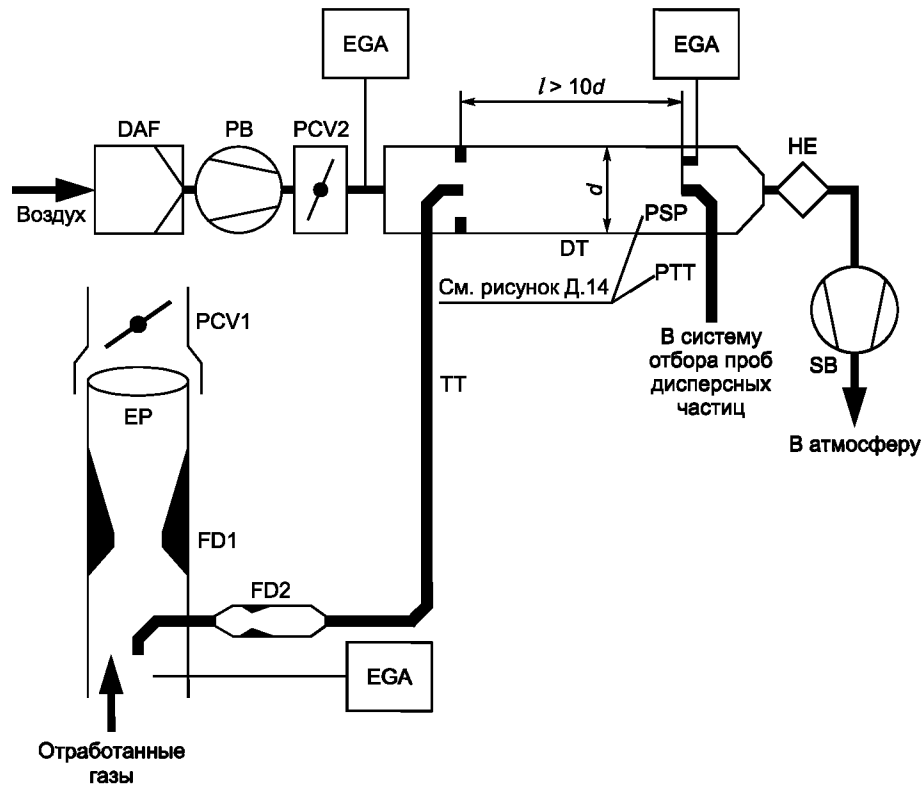 EGA
EGA
l > 10d
DAF
PB
PCV2
HE
Воздух
d
PSP
DT
См. рисунок Д.14
PTT
PCV1
В систему
отбора проб
дисперсных
частиц
SB
TT
EP
В атмосферу
FD1
FD2
EGA
Отработанные
газы